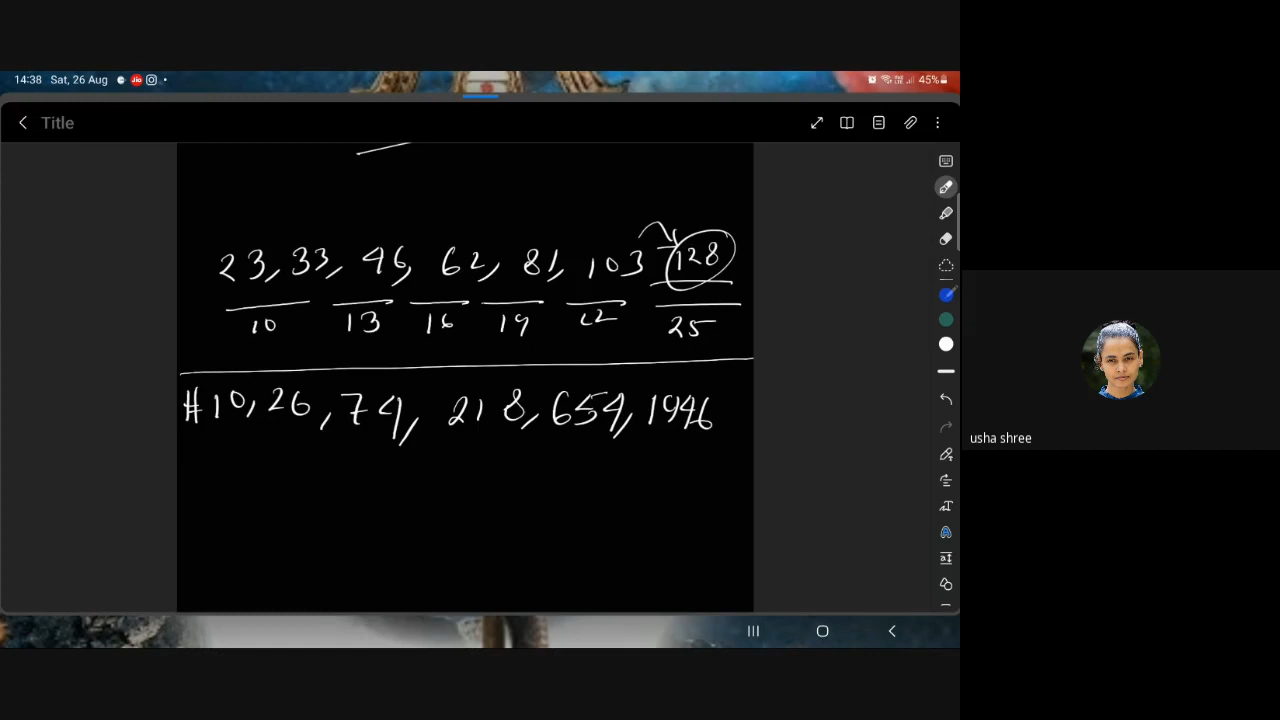 14:38 Sat, 26 Aug
45%
Title
23, 33, 46, 62, 81, 103 128
10 13 16 19 22 25
#10, 26, 74, 218, 654, 1946
usha shree